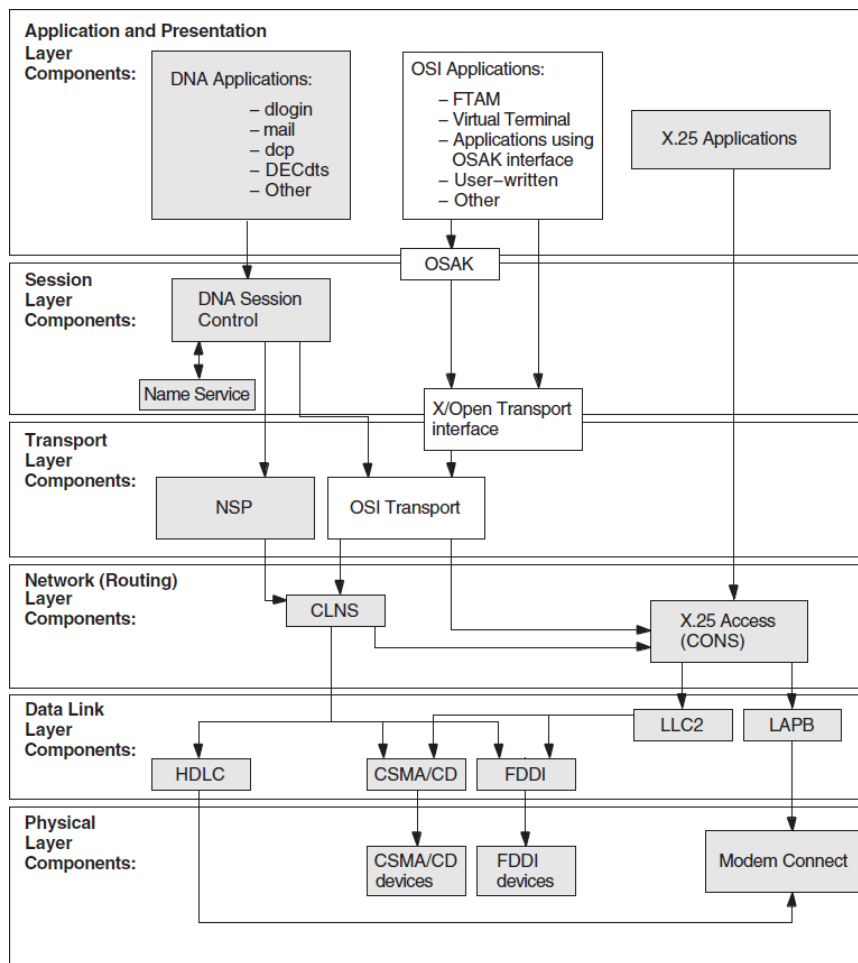 Application and Presentation
Layer
Components:
DNA Applications:
– dlogin
– mail
– dcp
– DECdts
– Other
OSI Applications:
– FTAM
– Virtual Terminal
– Applications using
OSAK interface
– User–written
– Other
X.25 Applications
OSAK
Session
Layer
Components:
DNA Session
Control
Name Service
X/Open Transport
interface
Transport
Layer
Components:
NSP
OSI Transport
Network (Routing)
Layer
Components:
CLNS
X.25 Access
(CONS)
Data Link
Layer
Components:
LLC2
LAPB
HDLC
CSMA/CD
FDDI
Physical
Layer
Components:
CSMA/CD
devices
FDDI
devices
Modem Connect